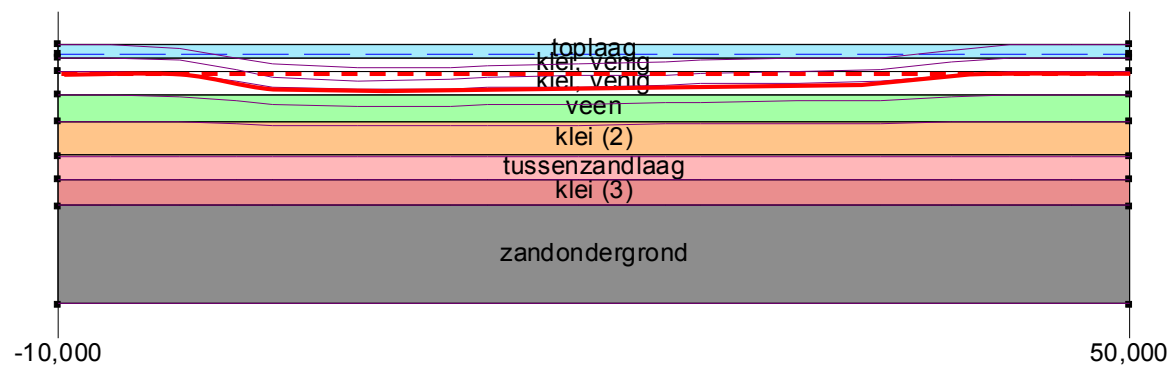 toplaag
klei, venig
klei, venig
veen
klei (2)
tussenzandlaag
klei (3)
zandondergrond
-10,000
50,000